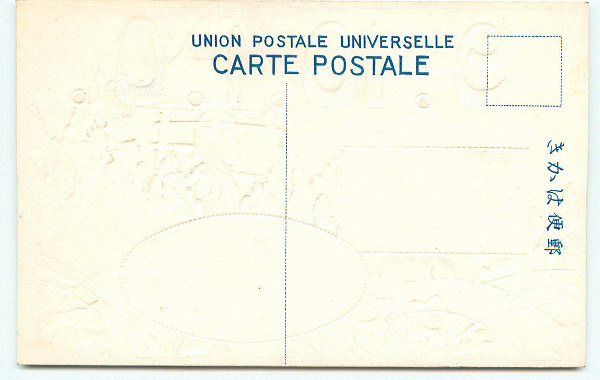 UNION POSTALE UNIVERSELLE
CARTE POSTALE
郵便はかき